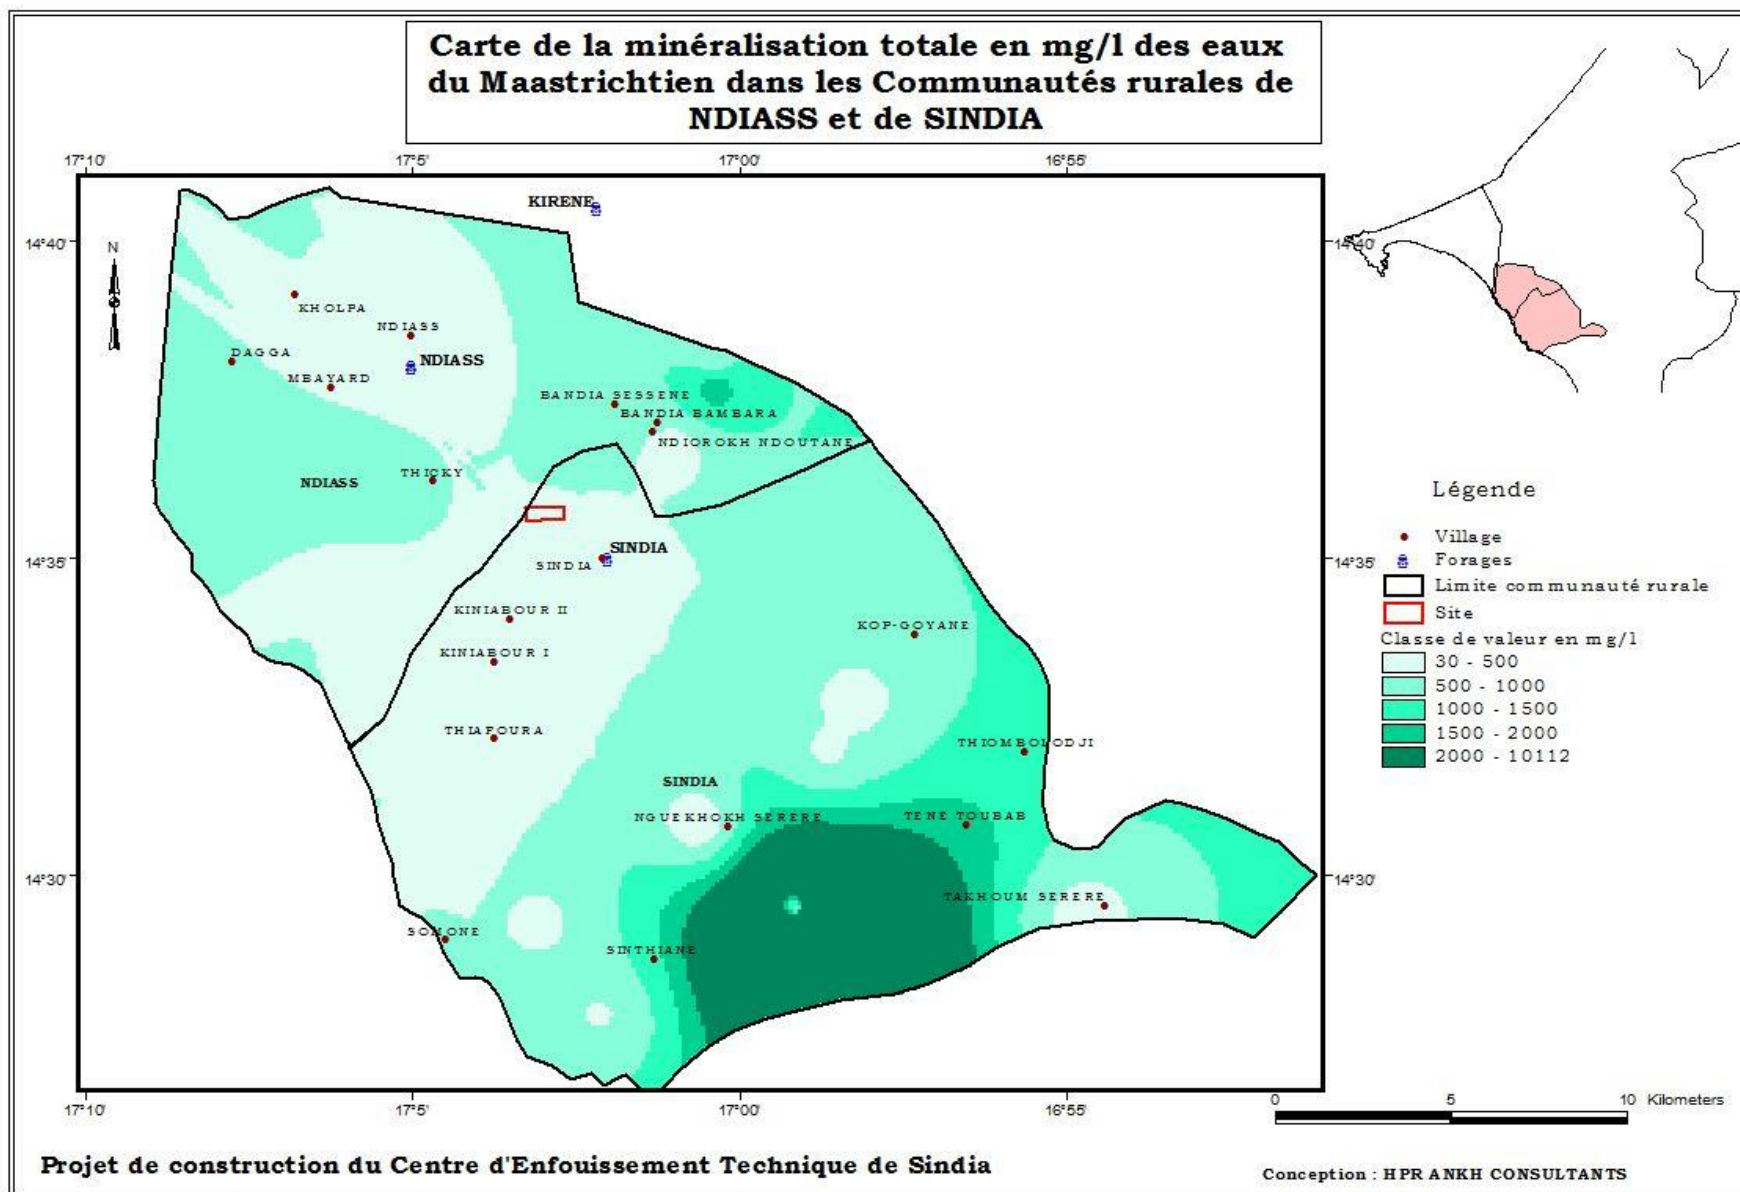 Carte de la minéralisation totale en mg/l des eaux
du Maastrichtien dans les Communautés rurales de
NDIASS et de SINDIA
17°10'
17°5'
17°00'
16°55'
KIRENE
14°40'
14°40'
N
KHOLPA
NDIASS
NDIASS
DAGGA
MBAYARD
BANDIA SESSENE
BANDIA BAMBARA
NDIOROKH NDOUTANE
THICKY
NDIASS
Légende
Village
Forages
Limite communauté rurale
Site
Classe de valeur en mg/l
30 - 500
500 - 1000
1000 - 1500
1500 - 2000
2000 - 10112
14°35'
SINDIA
SINDIA
14°35'
KINIABOUR II
KOP-GOYANE
KINIABOUR I
THIAFOURA
THIOMBOLODJI
SINDIA
NGUEKHOKH SERERE
TENE TOUBAB
14°30'
14°30'
TAKHOUM SERERE
SOMONE
SINTHIANE
17°10'
17°5'
17°00'
16°55'
0 5 10 Kilometers
Projet de construction du Centre d'Enfouissement Technique de Sindia
Conception : HPR ANKH CONSULTANTS